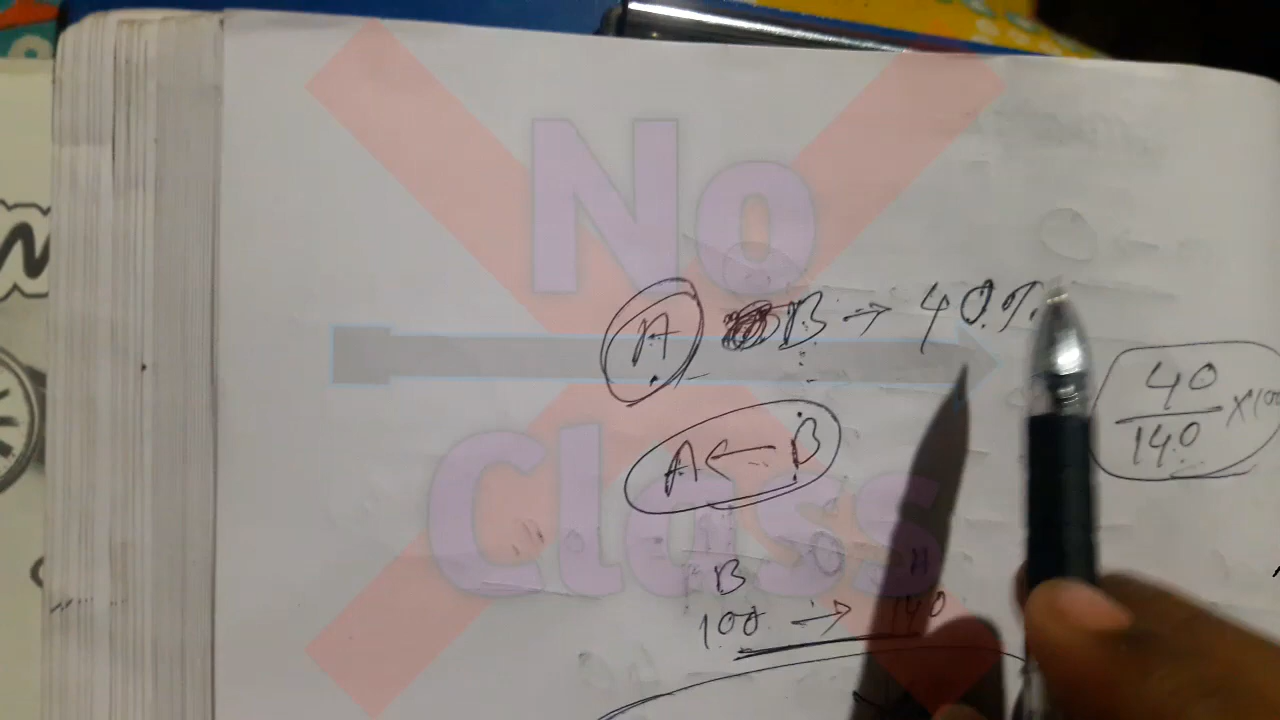 No
A B → 40%
40
140 ×100
A ← B
Class
B A
100 → 140